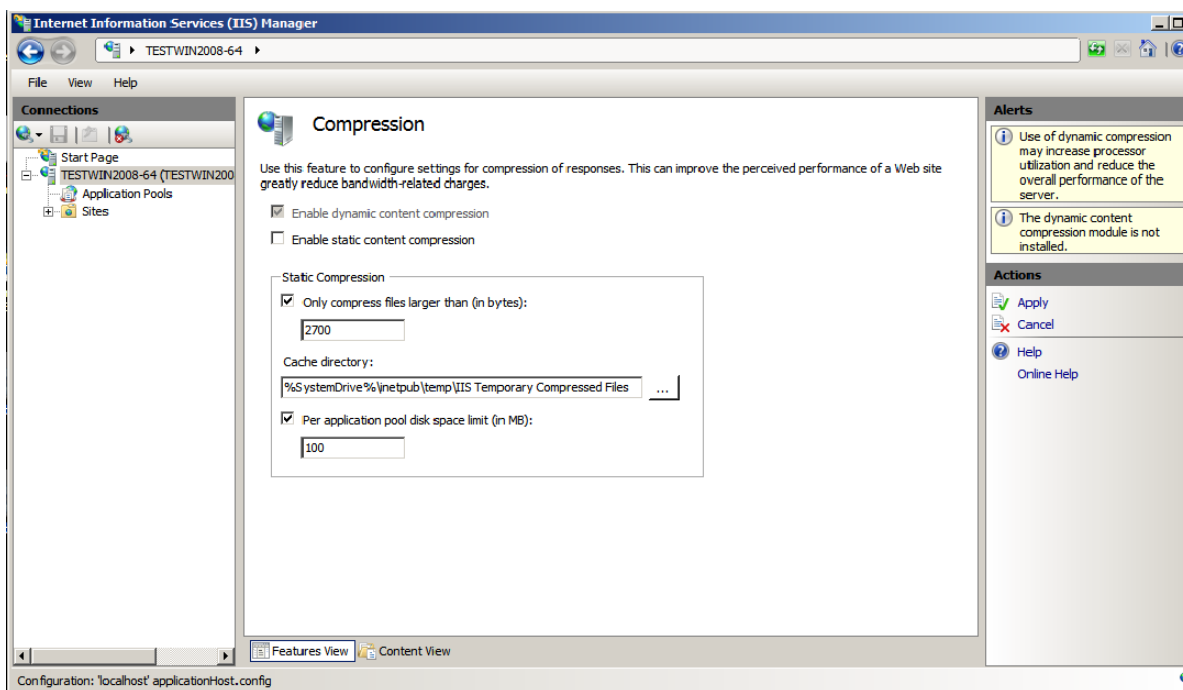 Internet Information Services (IIS) Manager
TESTWIN2008-64
File View Help
Connections
Start Page
TESTWIN2008-64 (TESTWIN200
Application Pools
Sites
Compression
Use this feature to configure settings for compression of responses. This can improve the perceived performance of a Web site
greatly reduce bandwidth-related charges.
Enable dynamic content compression
Enable static content compression
Static Compression
Only compress files larger than (in bytes):
2700
Cache directory:
%SystemDrive%\inetpub\temp\IIS Temporary Compressed Files
...
Per application pool disk space limit (in MB):
100
Features View Content View
Alerts
Use of dynamic compression
may increase processor
utilization and reduce the
overall performance of the
server.
The dynamic content
compression module is not
installed.
Actions
Apply
Cancel
Help
Online Help
Configuration: 'localhost' applicationHost.config